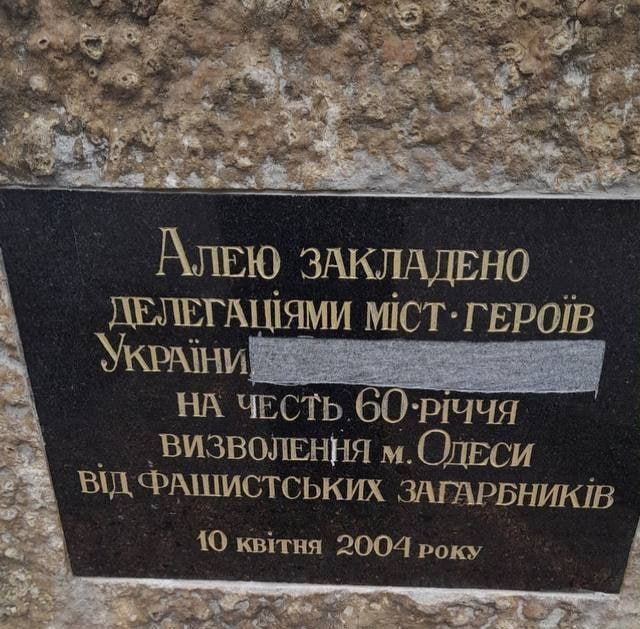 Алею закладено
делегаціями міст·героїв
України
на честь 60·річчя
визволення м. Одеси
від фашистських загарбників
10 квітня 2004 року